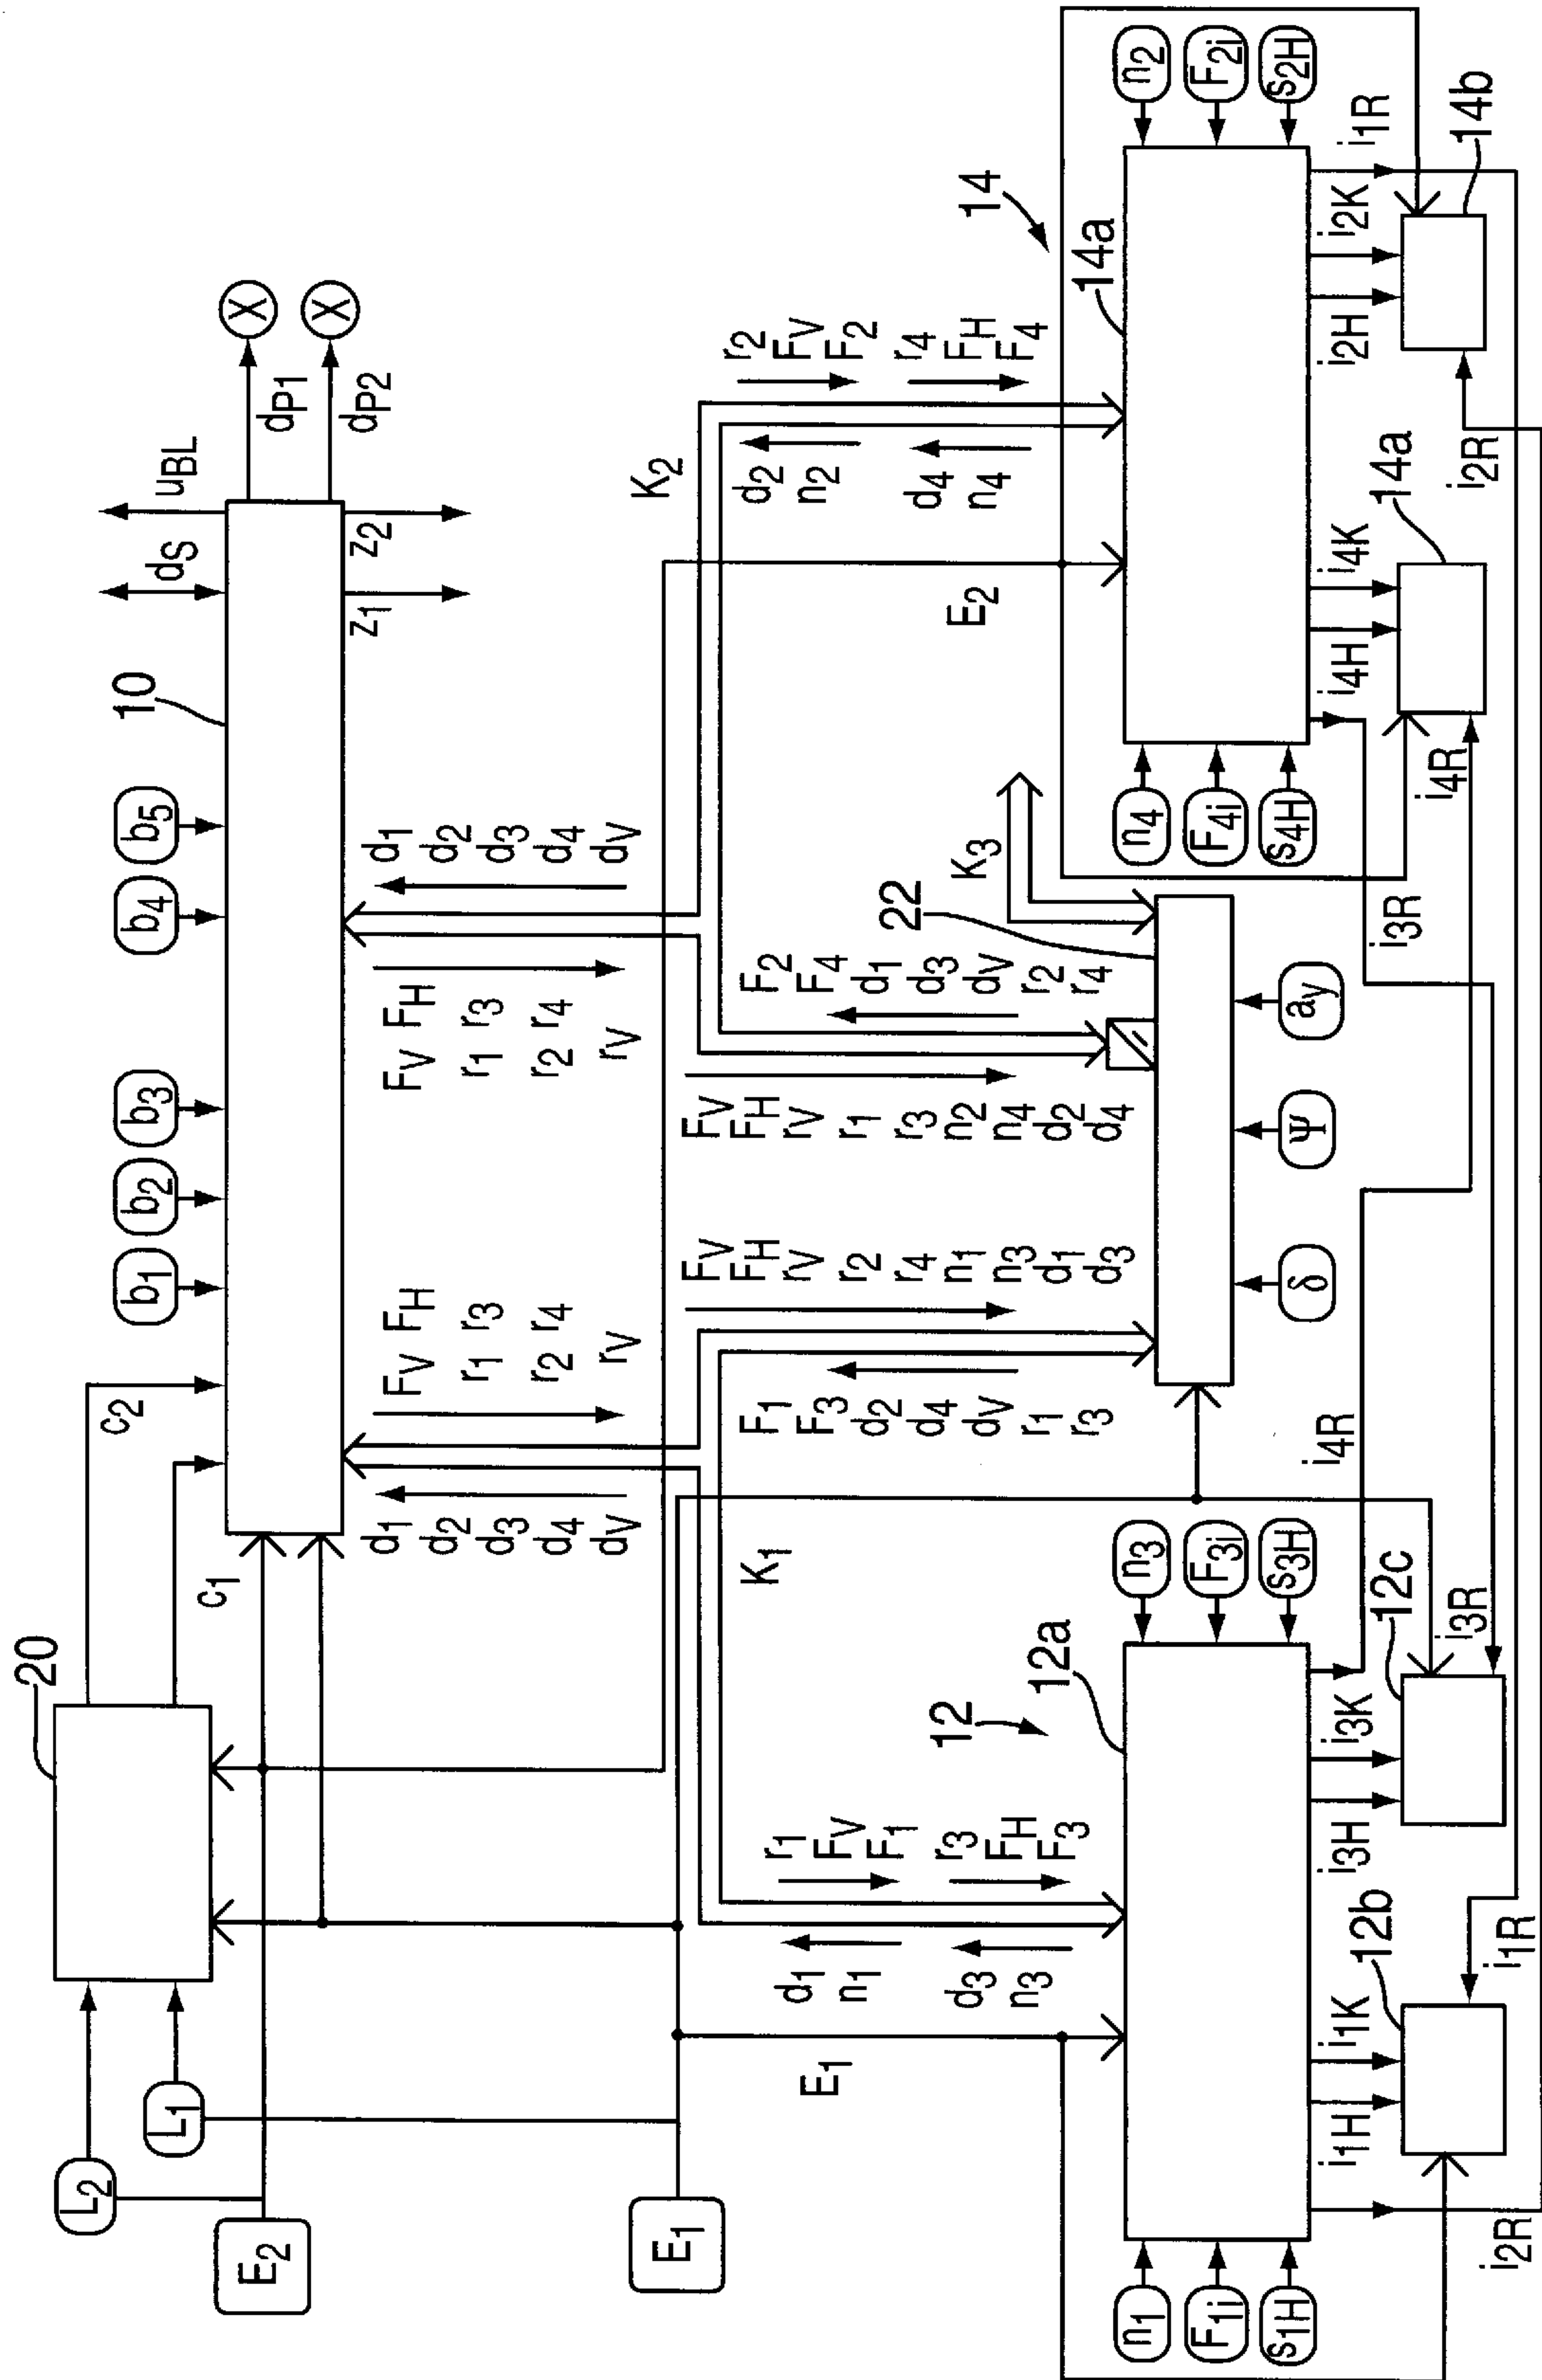 20
L2
L1
E2
E1
c2
c1
b1
b2
b3
b4
b5
10
dS
uBL
z1
z2
dP1
dP2
X
X
d1
d2
d3
d4
dV
FV FH
r1 r3
r2 r4
rV
FV FH
r1 r3
r2 r4
rV
d1
d2
d3
d4
dV
K1
K2
K3
E1
E2
d1
n1
d3
n3
r1
FV
F1
r3
FH
F3
F1
F3
d2
d4
dV
r1
r3
FV
FH
rV
r2
r4
n1
n3
d1
d3
FV
FH
rV
r1
r3
n2
n4
d2
d4
F2
F4
d1
d3
dV
r2
r4
22
d2
n2
d4
n4
r2
FV
F2
r4
FH
F4
12
12a
14
14a
n1
F1i
s1H
n3
F3i
s3H
δ
Ψ
ay
n4
F4i
s4H
n2
F2i
s2H
i2R
i1H
i1K
12b
i1R
i3H
i3K
12c
i3R
i4R
i3R
i4R
i4H
i4K
14a
i2R
i2H
i2K
i1R
14b